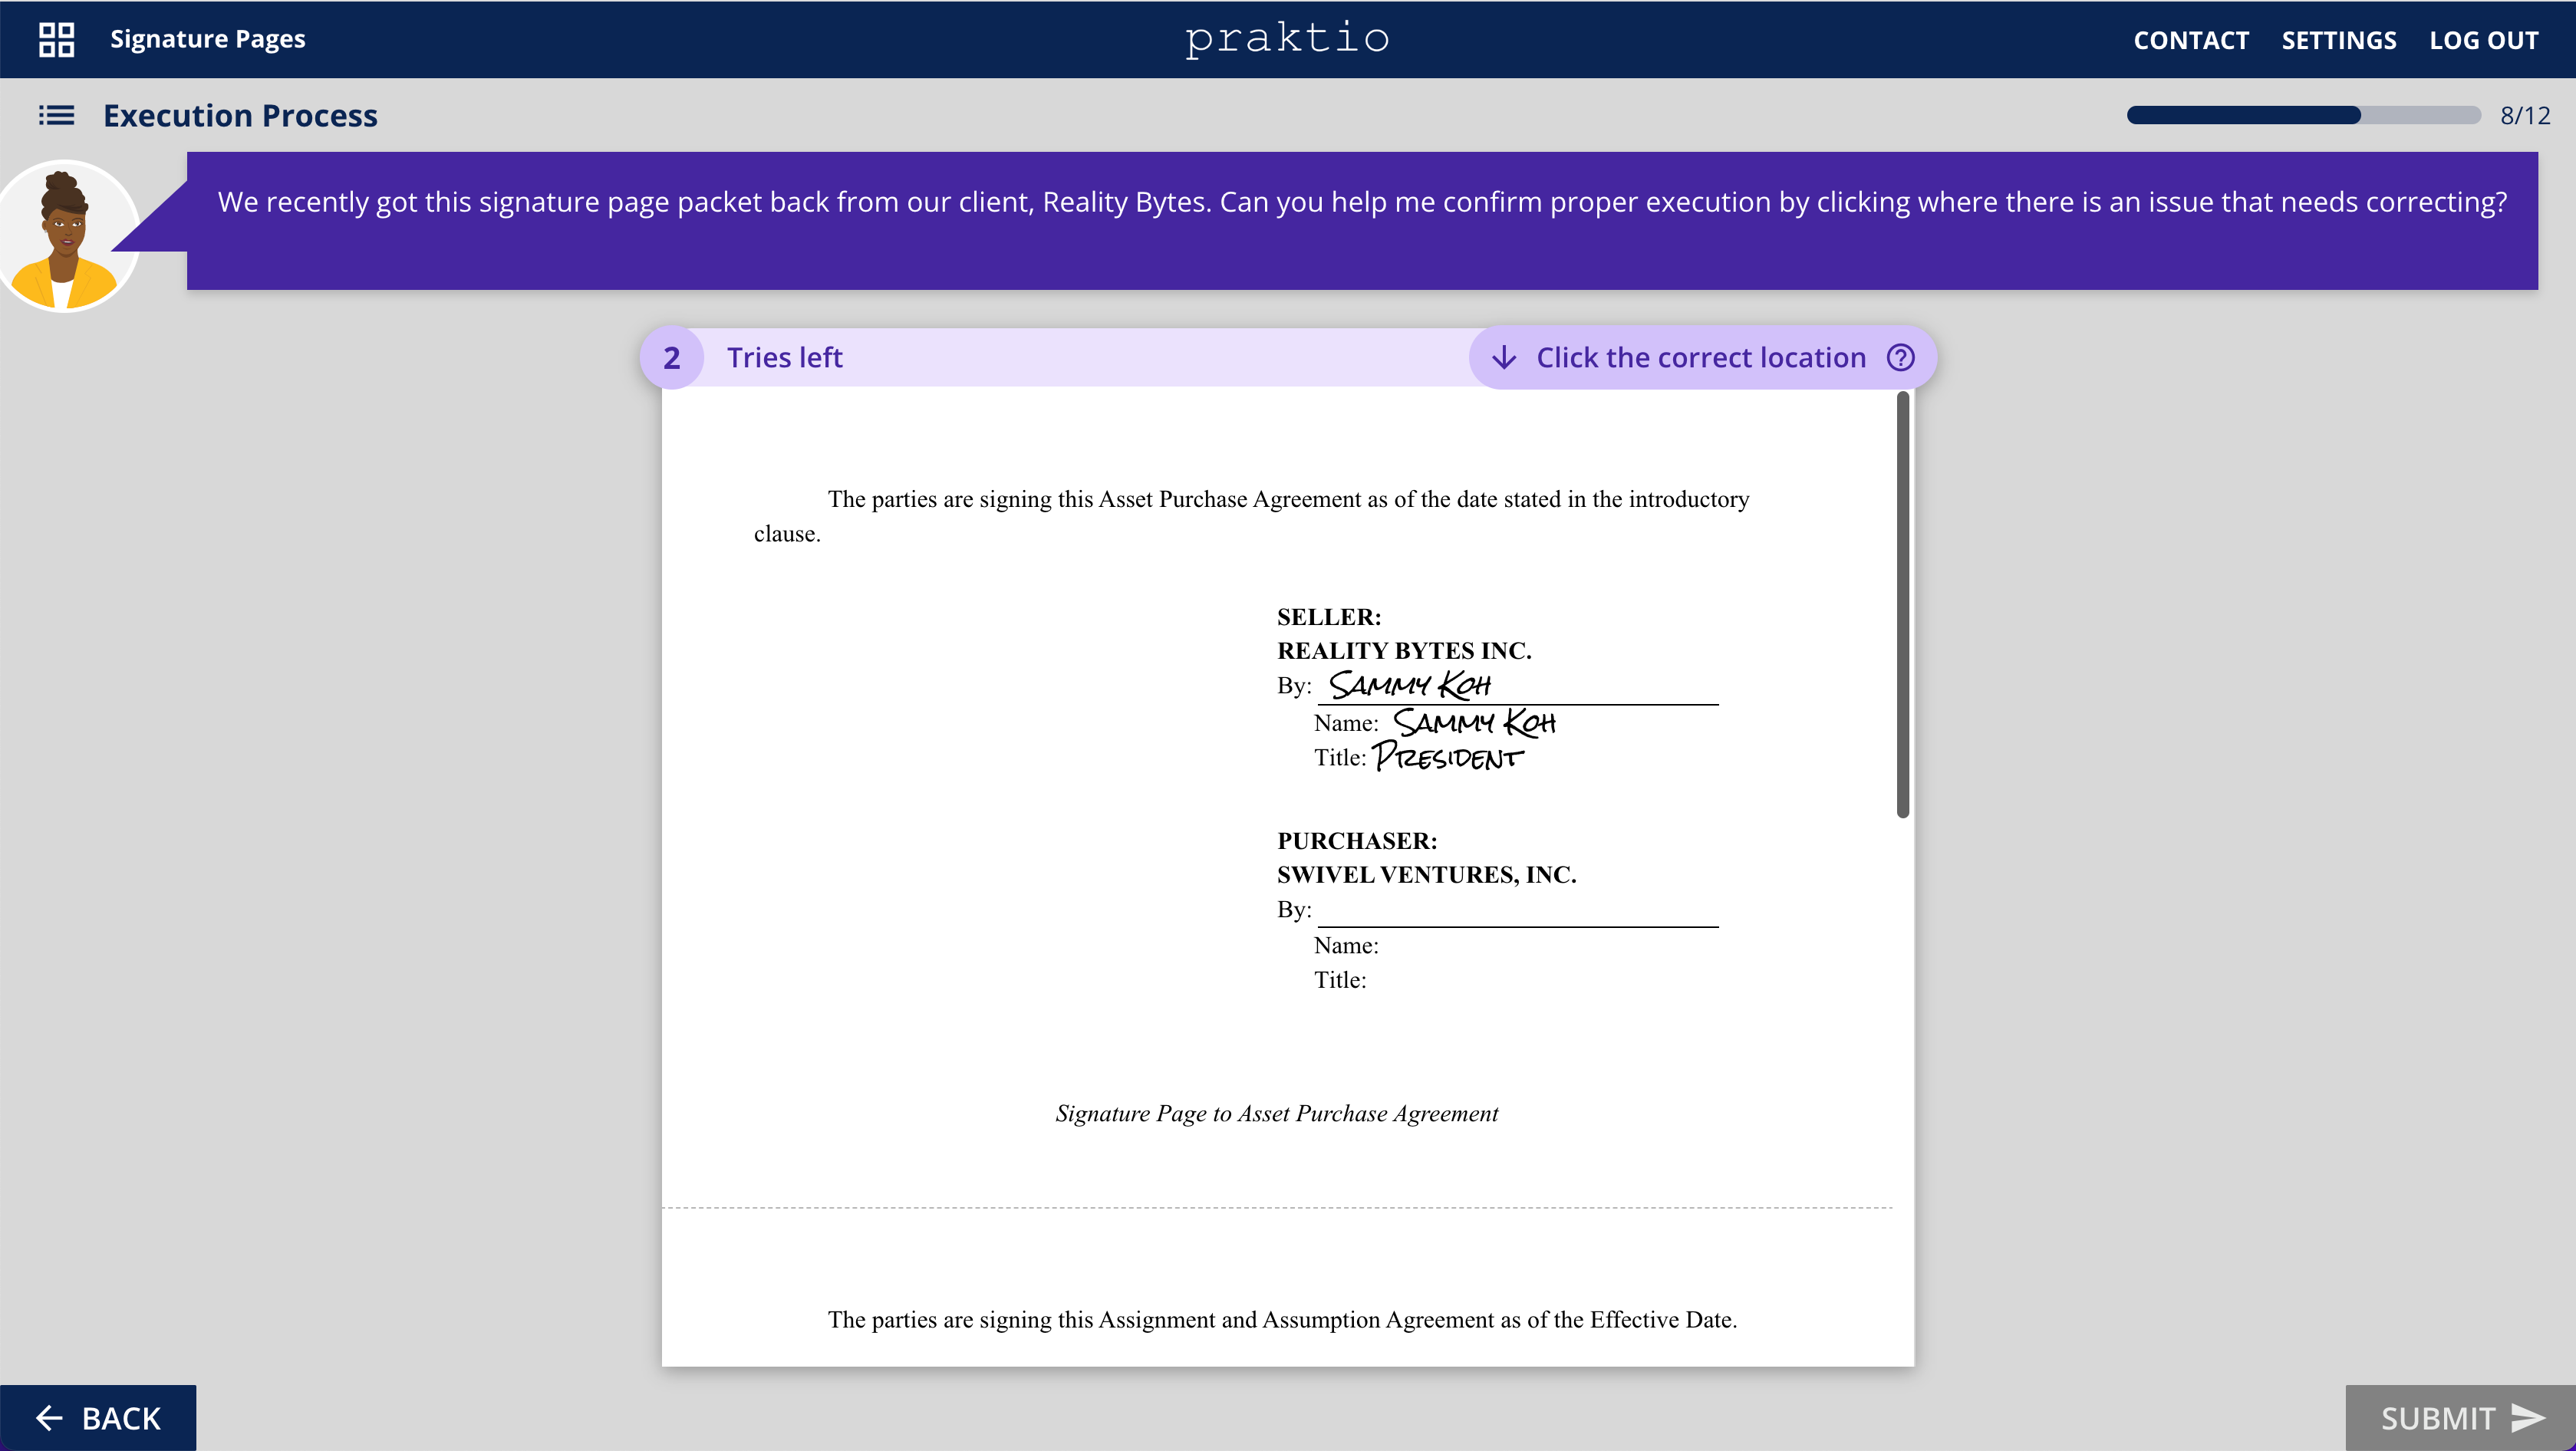 Signature Pages
praktio
CONTACT SETTINGS LOG OUT
Execution Process
8/12
We recently got this signature page packet back from our client, Reality Bytes. Can you help me confirm proper execution by clicking where there is an issue that needs correcting?
2 Tries left
Click the correct location ?
The parties are signing this Asset Purchase Agreement as of the date stated in the introductory
clause.
SELLER:
REALITY BYTES INC.
By: SAMMY KOH
Name: SAMMY KOH
Title: PRESIDENT
PURCHASER:
SWIVEL VENTURES, INC.
By:
Name:
Title:
Signature Page to Asset Purchase Agreement
The parties are signing this Assignment and Assumption Agreement as of the Effective Date.
BACK
SUBMIT